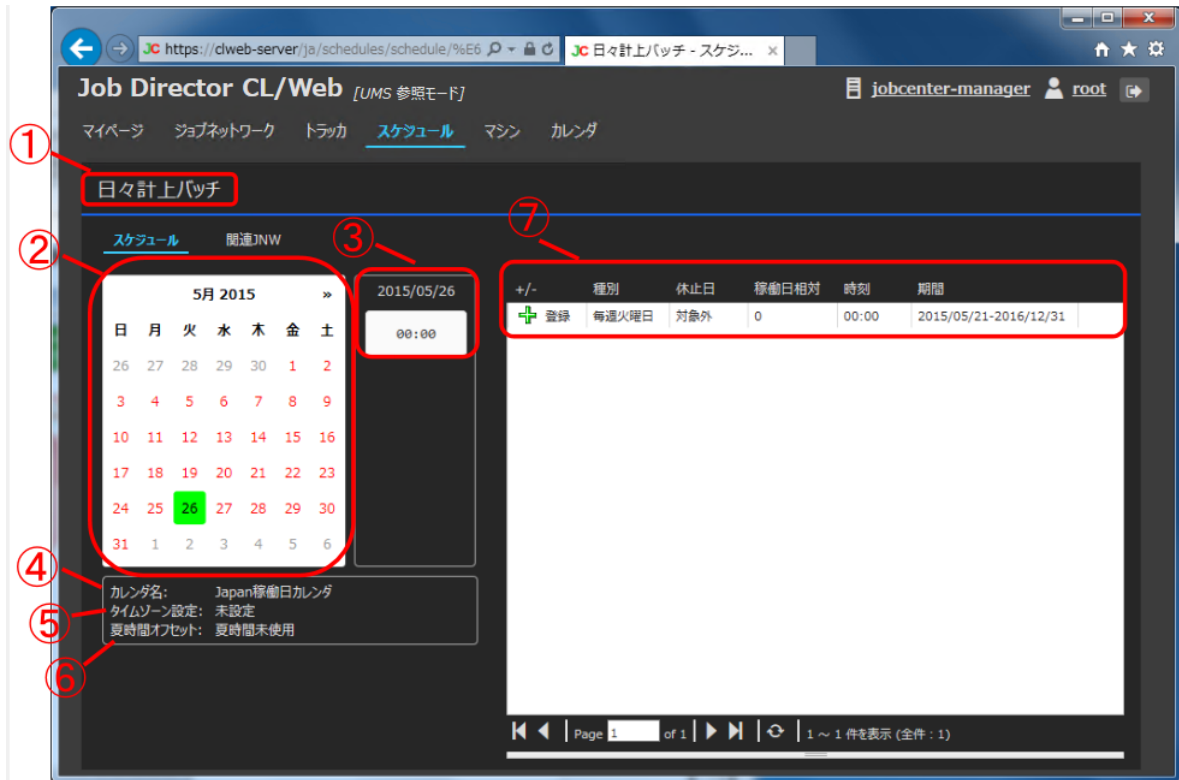 https://clweb-server/ja/schedules/schedule/%E6
日々計上バッチ - スケジ...
Job Director CL/Web [UMS 参照モード]
jobcenter-manager root
マイページ ジョブネットワーク トラッカ スケジュール マシン カレンダ
①
日々計上バッチ
⑦
スケジュール 関連JNW
③
②
5月 2015 »
日 月 火 水 木 金 土
26 27 28 29 30 1 2
3 4 5 6 7 8 9
10 11 12 13 14 15 16
17 18 19 20 21 22 23
24 25 26 27 28 29 30
31 1 2 3 4 5 6
2015/05/26
00:00
+/- 種別 休止日 稼働日相対 時刻 期間
登録 毎週火曜日 対象外 0 00:00 2015/05/21-2016/12/31
④
カレンダ名: Japan稼働日カレンダ
⑤
タイムゾーン設定: 未設定
夏時間オフセット: 夏時間未使用
⑥
Page 1 of 1 1 ~ 1 件を表示 (全件 : 1)